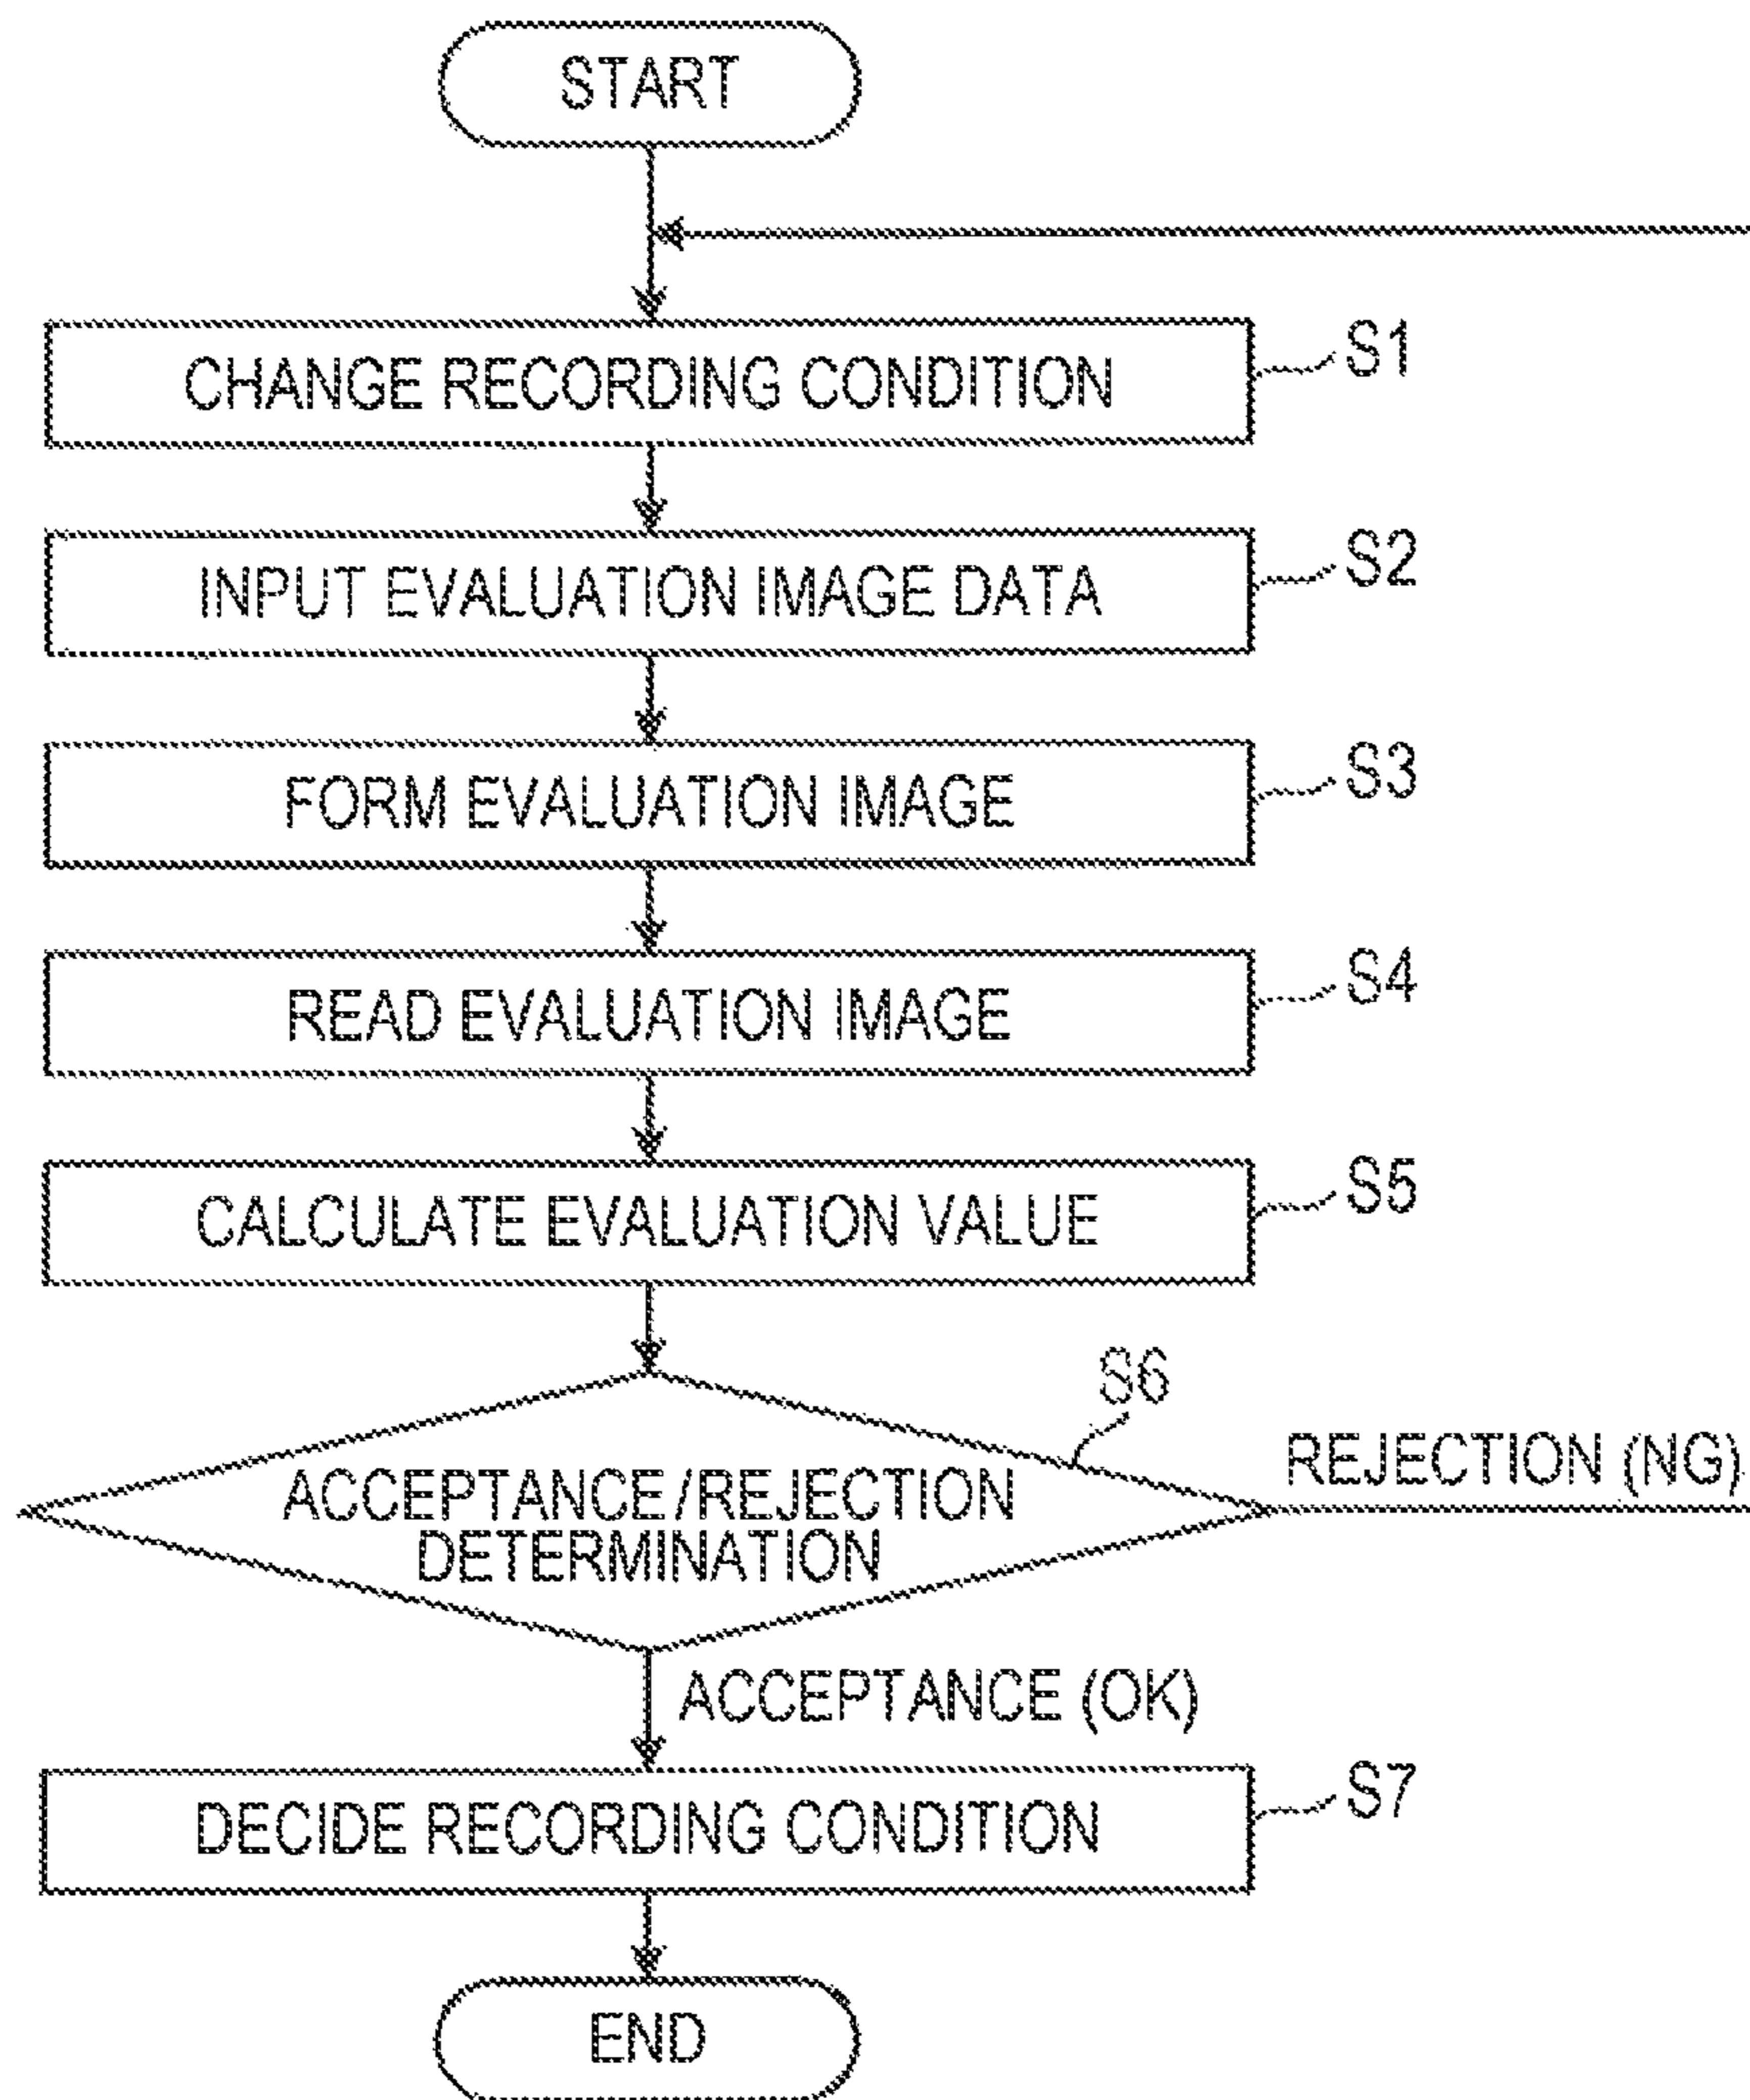 START
CHANGE RECORDING CONDITION
S1
INPUT EVALUATION IMAGE DATA
S2
FORM EVALUATION IMAGE
S3
READ EVALUATION IMAGE
S4
CALCULATE EVALUATION VALUE
S5
S6
ACCEPTANCE/REJECTION
DETERMINATION
REJECTION (NG)
ACCEPTANCE (OK)
DECIDE RECORDING CONDITION
S7
END